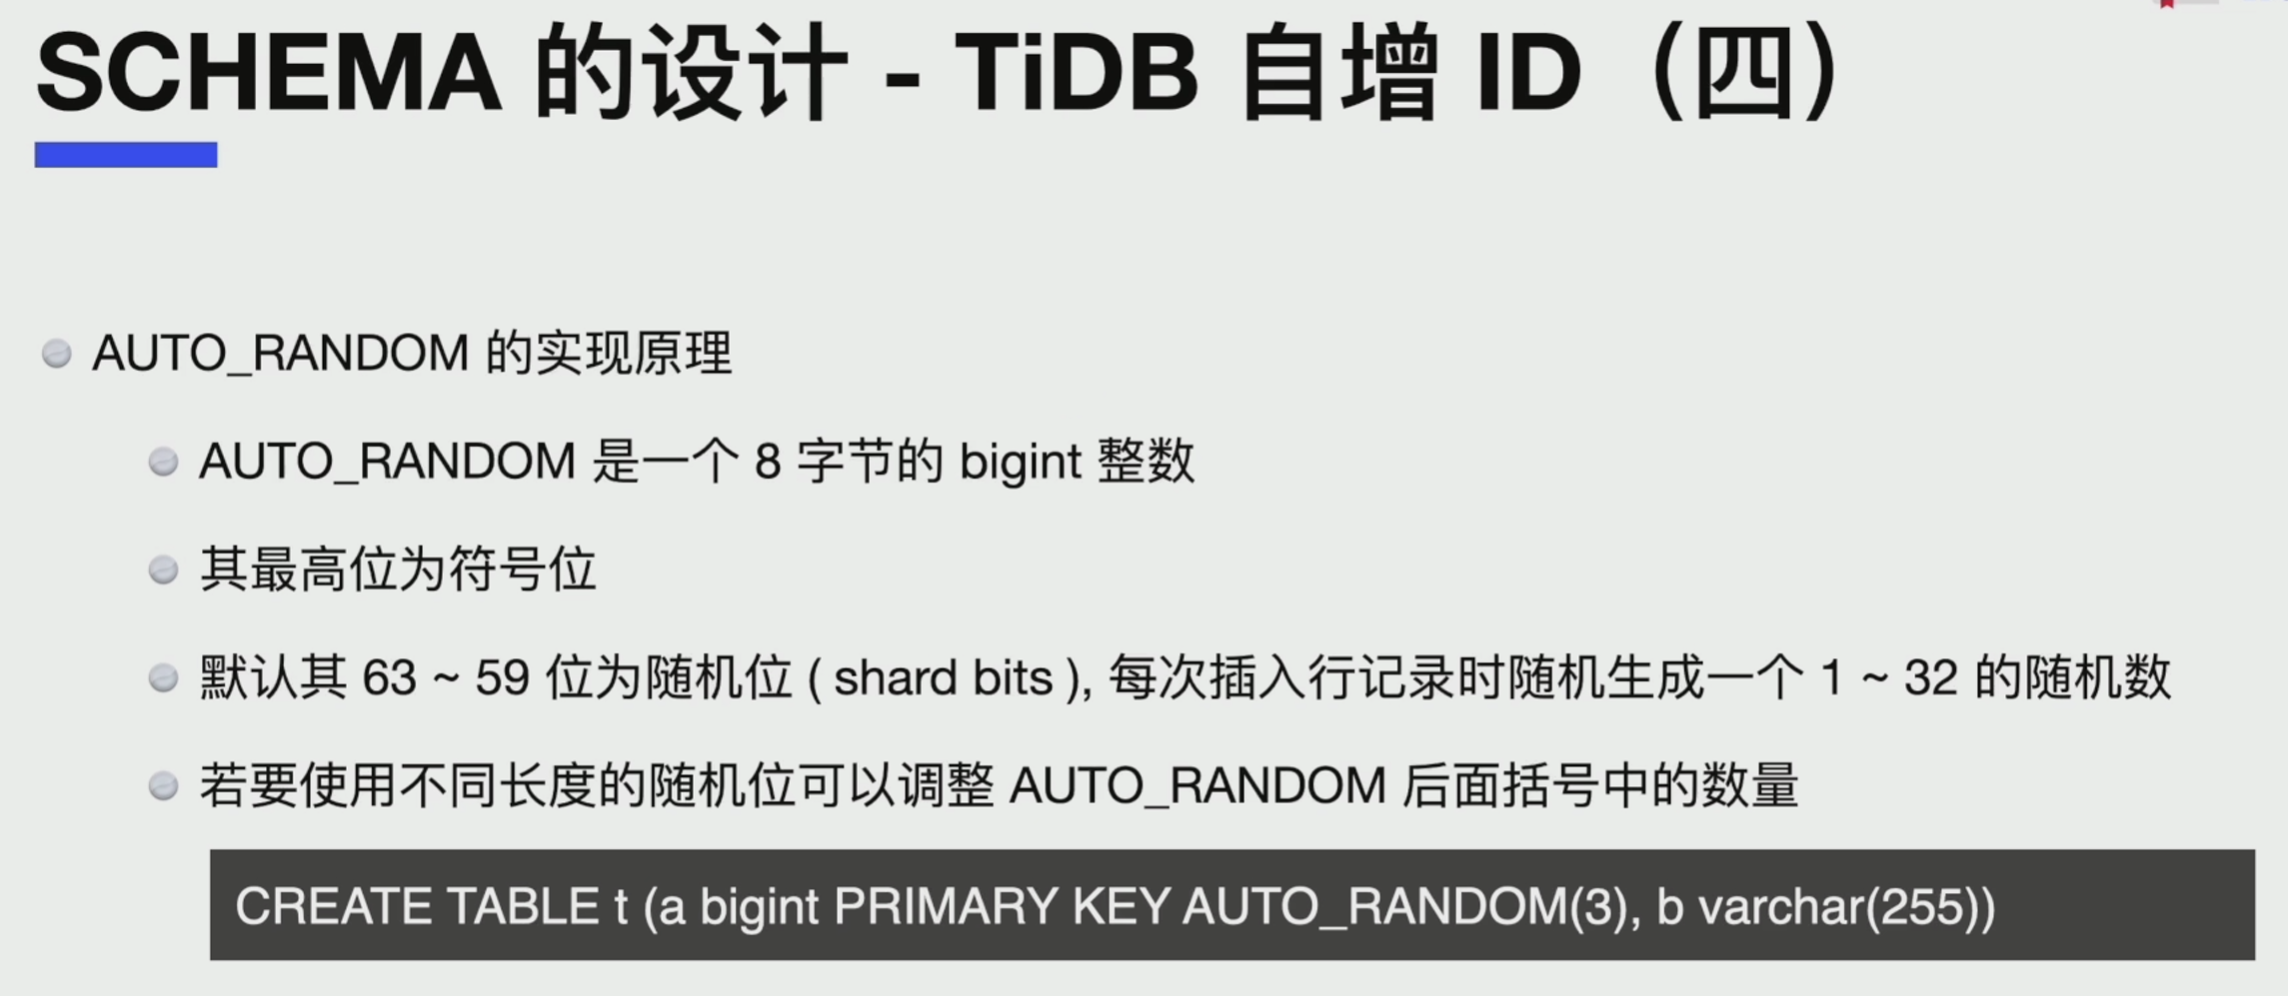 SCHEMA 的设计 - TiDB 自增 ID（四）
AUTO_RANDOM 的实现原理
AUTO_RANDOM 是一个 8 字节的 bigint 整数
其最高位为符号位
默认其 63 ~ 59 位为随机位 ( shard bits ), 每次插入行记录时随机生成一个 1 ~ 32 的随机数
若要使用不同长度的随机位可以调整 AUTO_RANDOM 后面括号中的数量
CREATE TABLE t (a bigint PRIMARY KEY AUTO_RANDOM(3), b varchar(255))